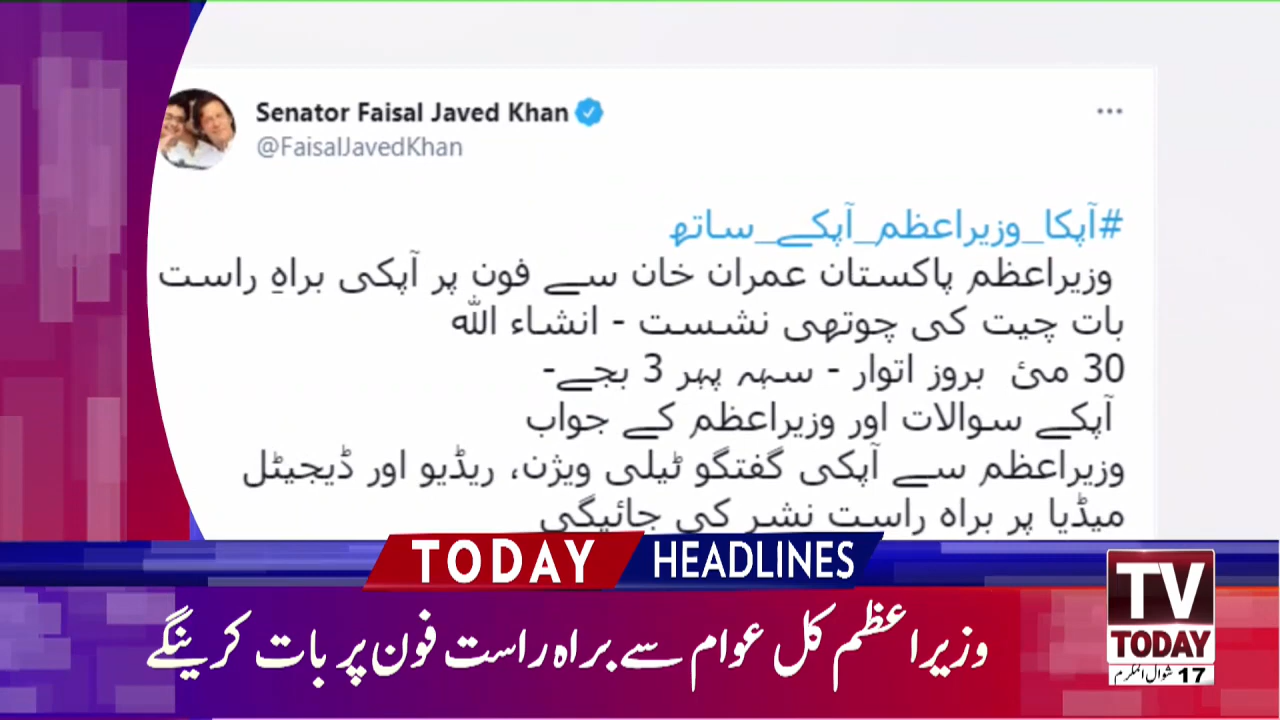 Senator Faisal Javed Khan
@FaisalJavedKhan
#آپکا_وزیراعظم_آپکے_ساتھ
وزیراعظم پاکستان عمران خان سے فون پر آپکی براہِ راست
بات چیت کی چوتھی نشست - انشاء اللہ
30 مئ بروز اتوار - سہہ پہر 3 بجے-
آپکے سوالات اور وزیراعظم کے جواب
وزیراعظم سے آپکی گفتگو ٹیلی ویژن، ریڈیو اور ڈیجیٹل
میڈیا پر براہ راست نشر کی جائیگی
TODAY HEADLINES
وزیراعظم کل عوام سے براہ راست فون پر بات کرینگے
TV
TODAY
17 شوال المکرم